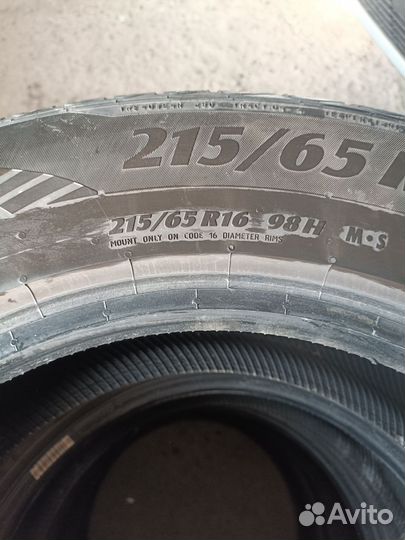 215/65 R
215/65 R16 98H M•S
MOUNT ONLY ON CODE 16 DIAMETER RIMS
Avito